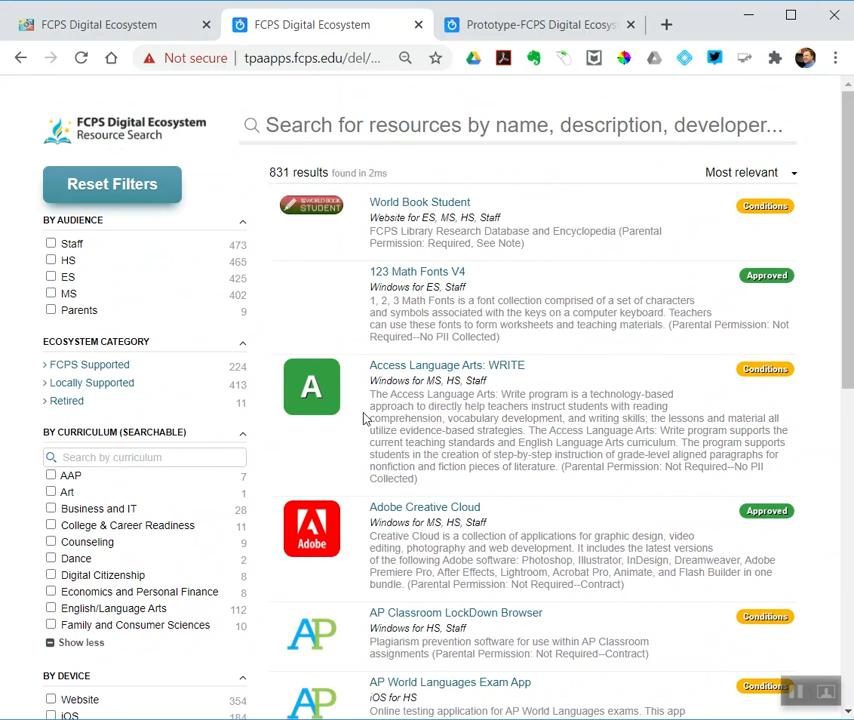 FCPS Digital Ecosystem
FCPS Digital Ecosystem
Prototype-FCPS Digital Ecosys
Not secure
tpaapps.fcps.edu/del/...
FCPS Digital Ecosystem
Resource Search
Search for resources by name, description, developer...
Reset Filters
831 results found in 2ms
Most relevant
BY AUDIENCE
Staff 473
HS 465
ES 425
MS 402
Parents 9
ECOSYSTEM CATEGORY
FCPS Supported 224
Locally Supported 413
Retired 11
BY CURRICULUM (SEARCHABLE)
Search by curriculum
AAP 7
Art 1
Business and IT 28
College & Career Readiness 11
Counseling 9
Dance 2
Digital Citizenship 8
Economics and Personal Finance 8
English/Language Arts 112
Family and Consumer Sciences 10
Show less
BY DEVICE
Website 354
iOS 184
WORLD BOOK
STUDENT
World Book Student
Conditions
Website for ES, MS, HS, Staff
FCPS Library Research Database and Encyclopedia (Parental
Permission: Required, See Note)
123 Math Fonts V4
Approved
Windows for ES, Staff
1, 2, 3 Math Fonts is a font collection comprised of a set of characters
and symbols associated with the keys on a computer keyboard. Teachers
can use these fonts to form worksheets and teaching materials. (Parental Permission: Not
Required--No PII Collected)
A
Access Language Arts: WRITE
Conditions
Windows for MS, HS, Staff
The Access Language Arts: Write program is a technology-based
approach to directly help teachers instruct students with reading
comprehension, vocabulary development, and writing skills; the lessons and material all
utilize evidence-based strategies. The Access Language Arts: Write program supports the
current teaching standards and English Language Arts curriculum. The program supports
students in the creation of step-by-step instruction of grade-level aligned paragraphs for
nonfiction and fiction pieces of literature. (Parental Permission: Not Required--No PII
Collected)
Adobe
Adobe Creative Cloud
Approved
Windows for MS, HS, Staff
Creative Cloud is a collection of applications for graphic design, video
editing, photography and web development. It includes the latest versions
of the following Adobe software: Photoshop, Illustrator, InDesign, Dreamweaver, Adobe
Premiere Pro, After Effects, Lightroom, Acrobat Pro, Animate, and Flash Builder in one
bundle. (Parental Permission: Not Required--Contract)
AP
AP Classroom LockDown Browser
Conditions
Windows for HS, Staff
Plagiarism prevention software for use within AP Classroom
assignments (Parental Permission: Not Required--Contract)
AP
AP World Languages Exam App
Conditions
iOS for HS
Online testing application for AP World Languages exams. This app